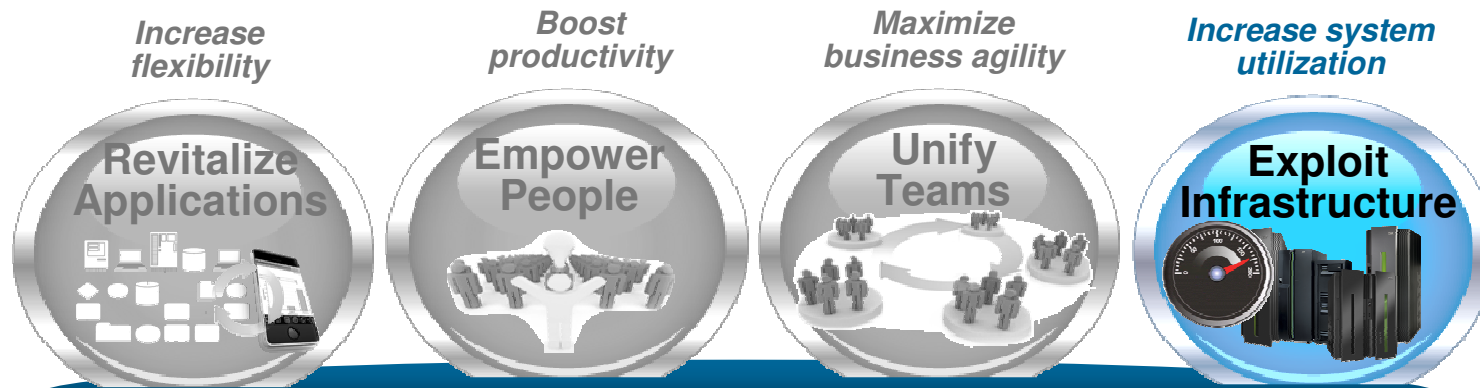 Increase
flexibility
Boost
productivity
Maximize
business agility
Increase system
utilization
Revitalize
Applications
Empower
People
Unify
Teams
Exploit
Infrastructure